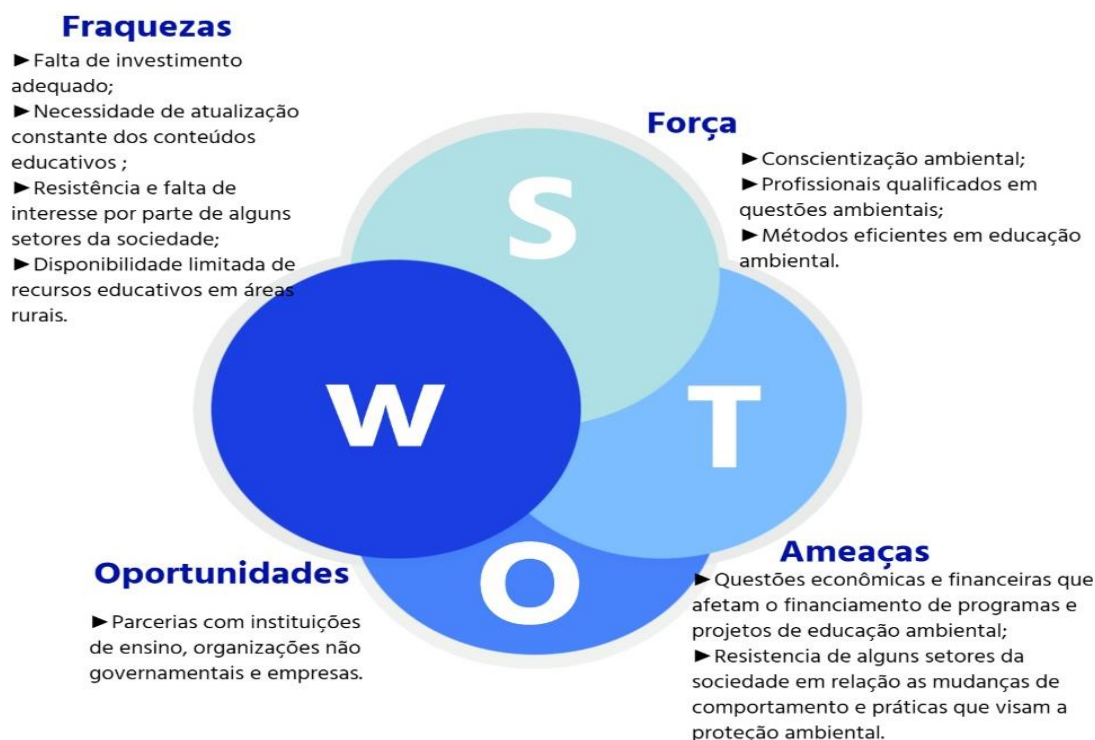 Fraquezas
►Falta de investimento
adequado;
►Necessidade de atualização
constante dos conteúdos
educativos ;
►Resistência e falta de
interesse por parte de alguns
setores da sociedade;
►Disponibilidade limitada de
recursos educativos em áreas
rurais.
Força
►Conscientização ambiental;
►Profissionais qualificados em
questões ambientais;
►Métodos eficientes em educação
ambiental.
S
W
T
O
Oportunidades
►Parcerias com instituições
de ensino, organizações não
governamentais e empresas.
Ameaças
►Questões econômicas e financeiras que
afetam o financiamento de programas e
projetos de educação ambiental;
►Resistencia de alguns setores da
sociedade em relação as mudanças de
comportamento e práticas que visam a
proteção ambiental.